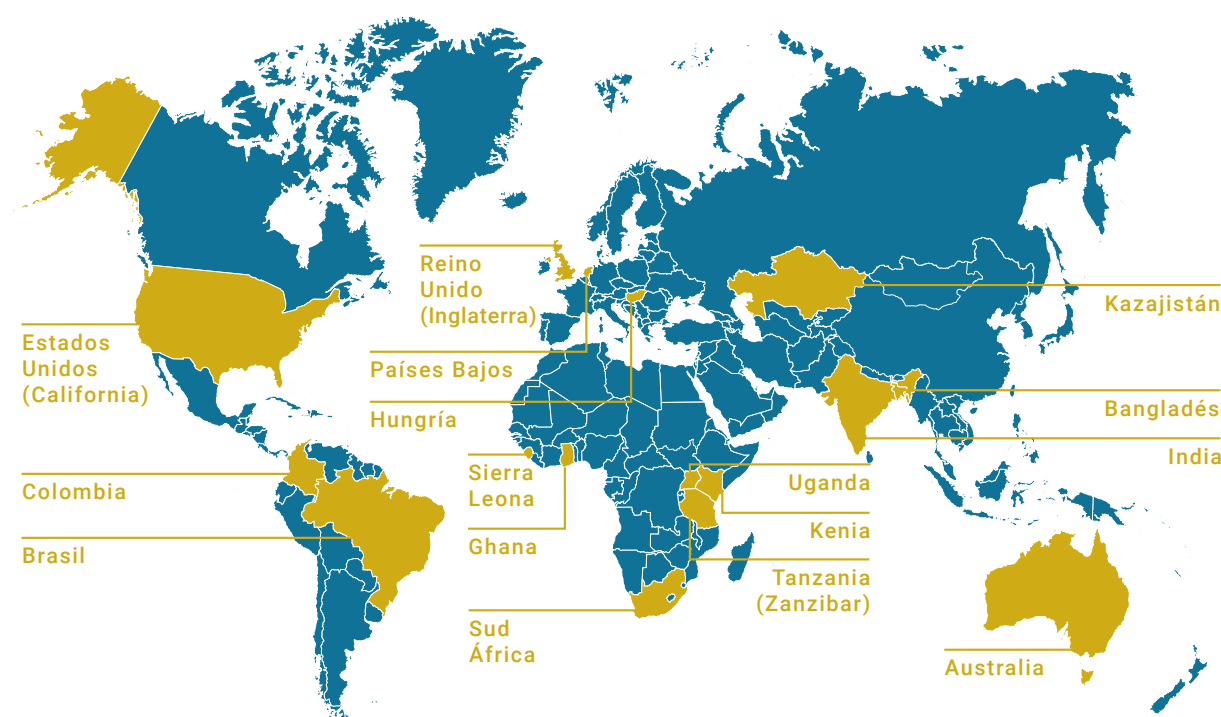 Estados
Unidos
(California)
Colombia
Brasil
Reino
Unido
(Inglaterra)
Países Bajos
Hungría
Sierra
Leona
Ghana
Sud
África
Uganda
Kenia
Tanzania
(Zanzibar)
Kazajistán
Bangladés
India
Australia